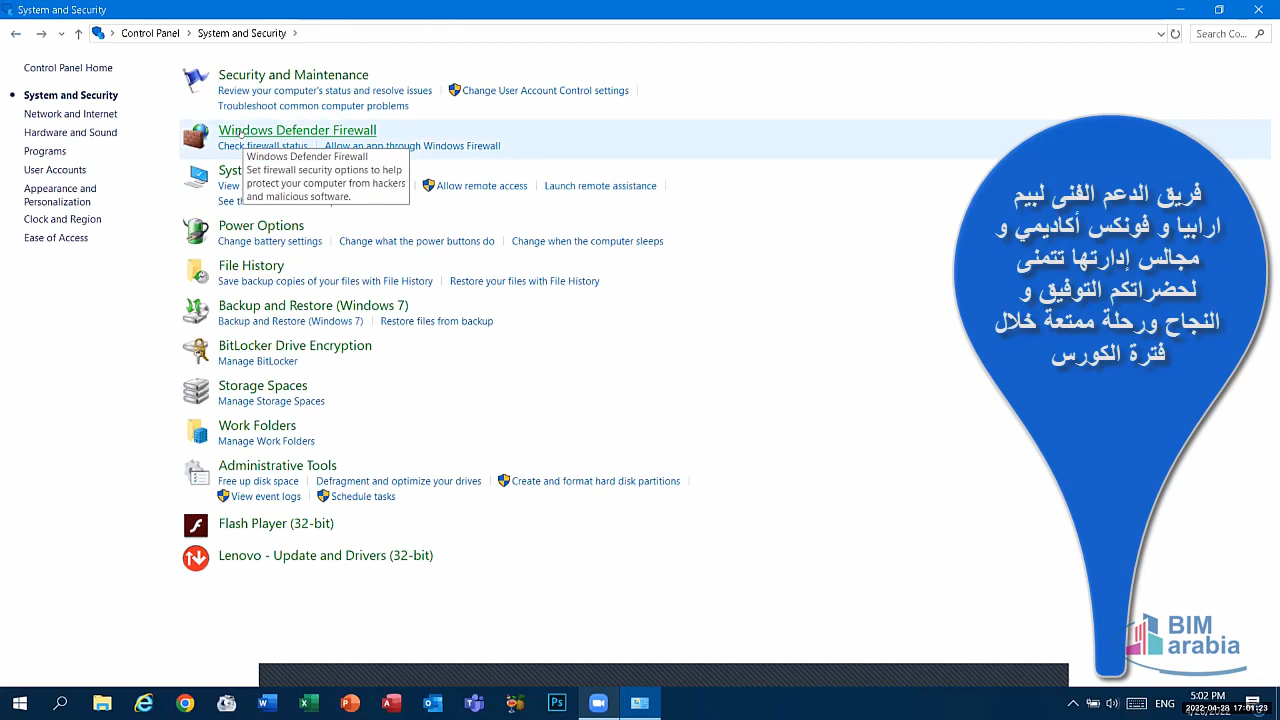 System and Security
Control Panel > System and Security >
Search Co...
Control Panel Home
System and Security
Network and Internet
Hardware and Sound
Programs
User Accounts
Appearance and
Personalization
Clock and Region
Ease of Access
Security and Maintenance
Review your computer's status and resolve issues | Change User Account Control settings
Troubleshoot common computer problems
Windows Defender Firewall
Check firewall status | Allow an app through Windows Firewall
Windows Defender Firewall
Set firewall security options to help
protect your computer from hackers
and malicious software.
Allow remote access | Launch remote assistance
Power Options
Change battery settings | Change what the power buttons do | Change when the computer sleeps
File History
Save backup copies of your files with File History | Restore your files with File History
Backup and Restore (Windows 7)
Backup and Restore (Windows 7) | Restore files from backup
BitLocker Drive Encryption
Manage BitLocker
Storage Spaces
Manage Storage Spaces
Work Folders
Manage Work Folders
Administrative Tools
Free up disk space | Defragment and optimize your drives | Create and format hard disk partitions
View event logs | Schedule tasks
Flash Player (32-bit)
Lenovo - Update and Drivers (32-bit)
فريق الدعم الفنى لبيم
ارابيا و فونكس أكاديمي و
مجالس إدارتها تتمنى
لحضراتكم التوفيق و
النجاح ورحلة ممتعة خلال
فترة الكورس
BIM
arabia
ENG
5:02 PM
2022-04-28 17:01:23